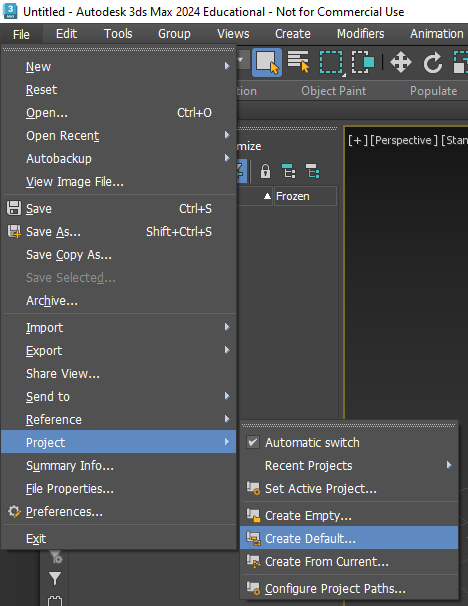 Untitled - Autodesk 3ds Max 2024 Educational - Not for Commercial Use
File Edit Tools Group Views Create Modifiers Animation
Object Paint Populate
New
Reset
Open... Ctrl+O
Open Recent
Autobackup
View Image File...
Save Ctrl+S
Save As... Shift+Ctrl+S
Save Copy As...
Save Selected...
Archive...
Import
Export
Share View...
Send to
Reference
Project
Summary Info...
File Properties...
Preferences...
Exit
Frozen
[+] [Perspective]
Automatic switch
Recent Projects
Set Active Project...
Create Empty...
Create Default...
Create From Current...
Configure Project Paths...